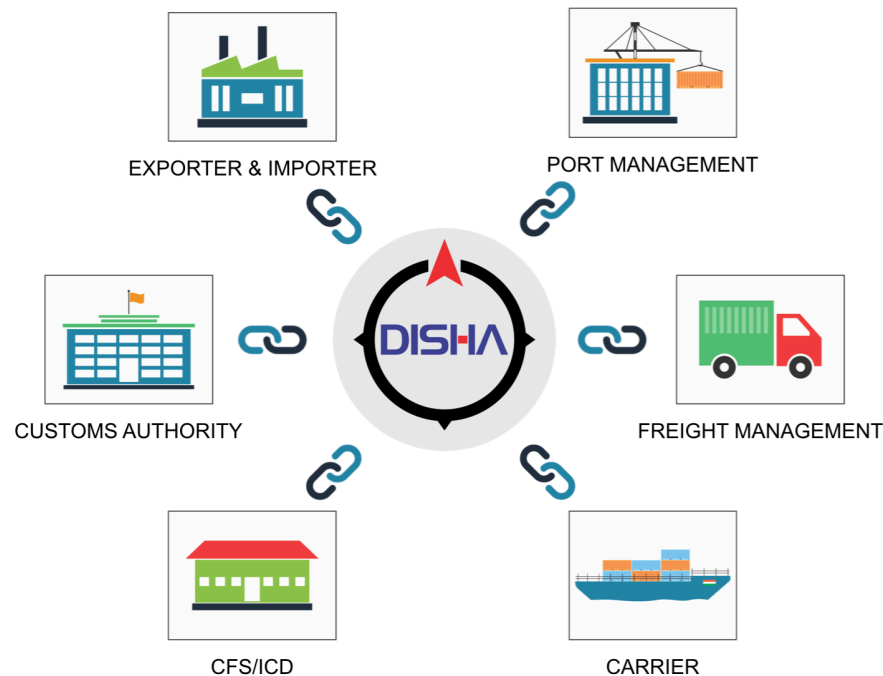 EXPORTER & IMPORTER
PORT MANAGEMENT
DISHA
CUSTOMS AUTHORITY
FREIGHT MANAGEMENT
CFS/ICD
CARRIER